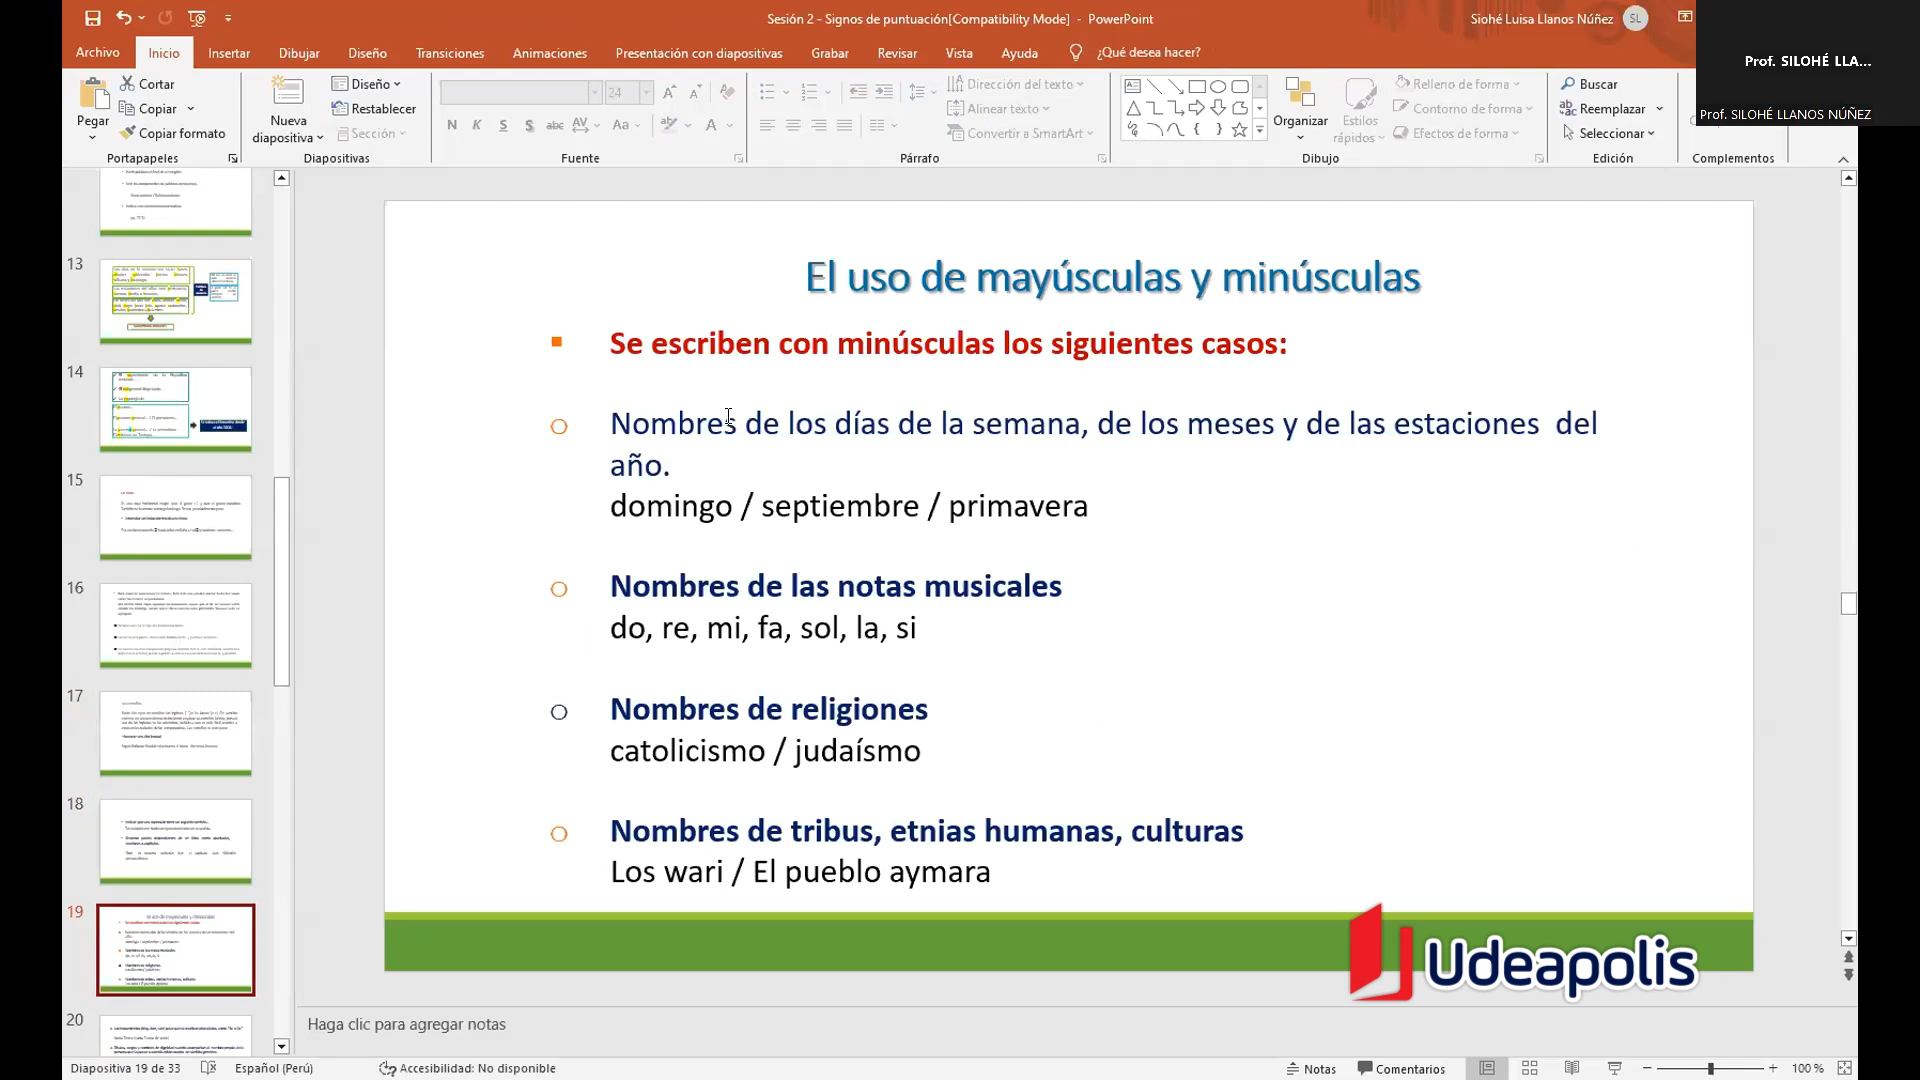 Sesión 2 - Signos de puntuación[Compatibility Mode] - PowerPoint
Siohé Luisa Llanos Núñez
SL
Prof. SILOHÉ LLA...
Prof. SILOHÉ LLANOS NÚÑEZ
Archivo
Inicio
Insertar
Dibujar
Diseño
Transiciones
Animaciones
Presentación con diapositivas
Grabar
Revisar
Vista
Ayuda
¿Qué desea hacer?
Pegar
Cortar
Copiar
Copiar formato
Portapapeles
Nueva diapositiva
Diseño
Restablecer
Sección
Diapositivas
24
N K S S abc AV Aa A
Fuente
Dirección del texto
Alinear texto
Convertir a SmartArt
Párrafo
Organizar
Estilos rápidos
Relleno de forma
Contorno de forma
Efectos de forma
Dibujo
Buscar
Reemplazar
Seleccionar
Edición
Complementos
13
14
15
16
17
18
19
20
El uso de mayúsculas y minúsculas
Se escriben con minúsculas los siguientes casos:
Nombres de los días de la semana, de los meses y de las estaciones del
año.
domingo / septiembre / primavera
Nombres de las notas musicales
do, re, mi, fa, sol, la, si
Nombres de religiones
catolicismo / judaísmo
Nombres de tribus, etnias humanas, culturas
Los wari / El pueblo aymara
Udeapolis
Haga clic para agregar notas
Diapositiva 19 de 33
Español (Perú)
Accesibilidad: No disponible
Notas
Comentarios
100 %